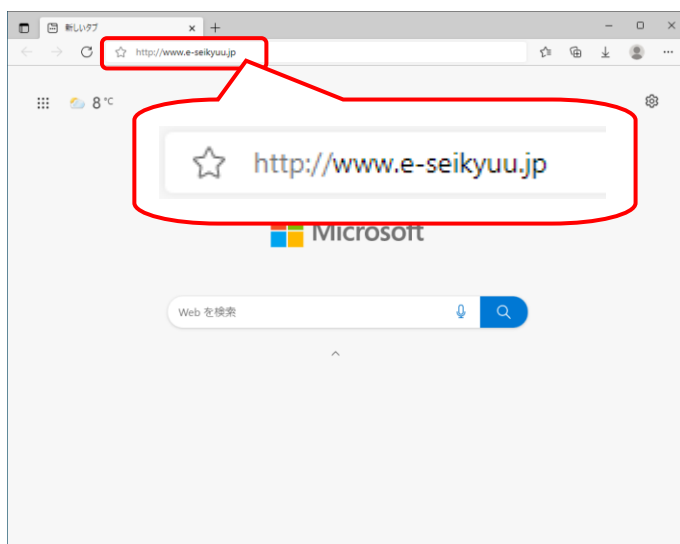 新しいタブ
http://www.e-seikyuu.jp
8 ℃
http://www.e-seikyuu.jp
Microsoft
Web を検索